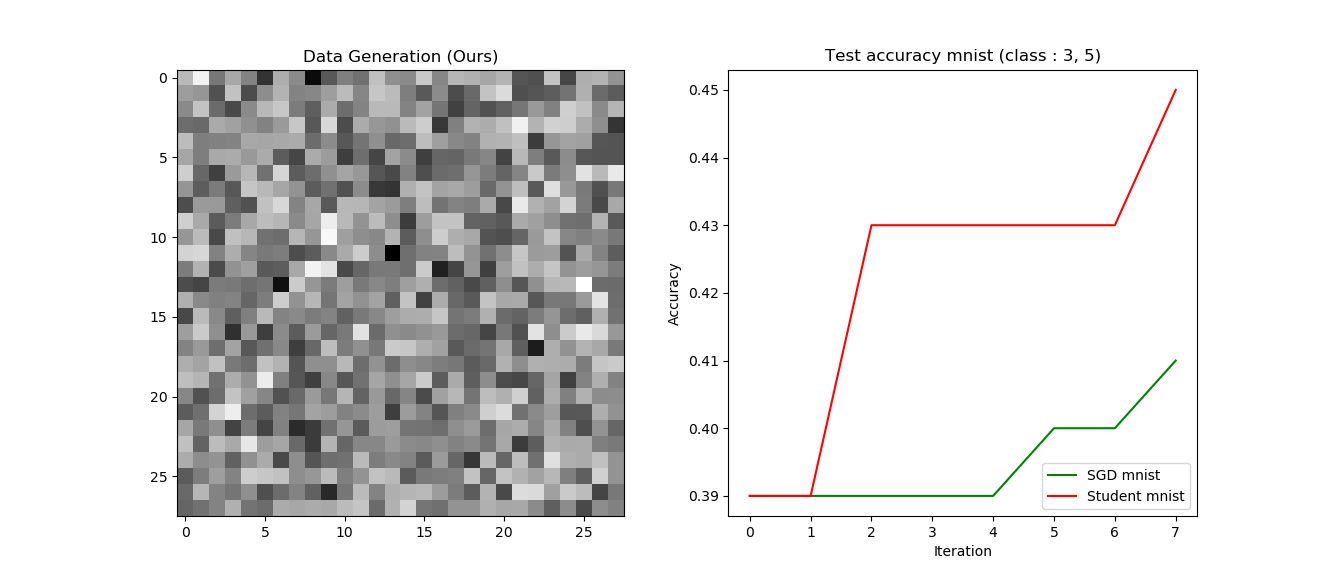 Data Generation (Ours)
0
5
10
15
20
25
0 5 10 15 20 25
Test accuracy mnist (class : 3, 5)
Accuracy
0.45
0.44
0.43
0.42
0.41
0.40
0.39
SGD mnist
Student mnist
0 1 2 3 4 5 6 7
Iteration